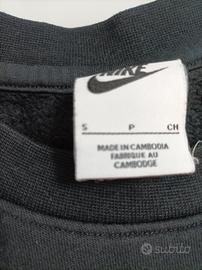 NIKE
S P CH
MADE IN CAMBODIA
FABRIQUE AU
CAMBODGE
subito